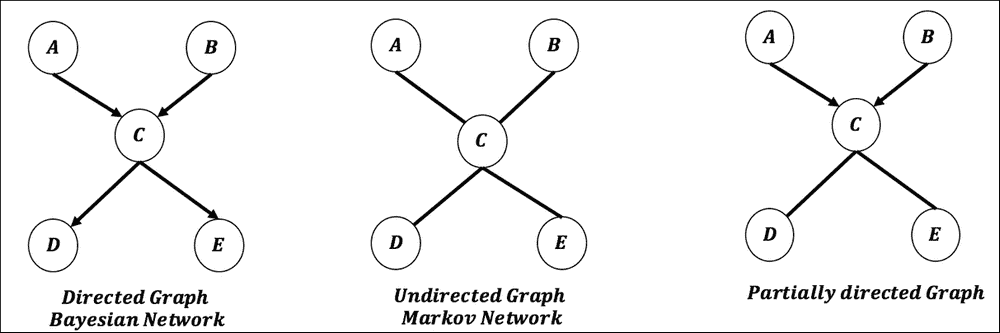 A
B
C
D
E
Directed Graph
Bayesian Network
A
B
C
D
E
Undirected Graph
Markov Network
A
B
C
D
E
Partially directed Graph